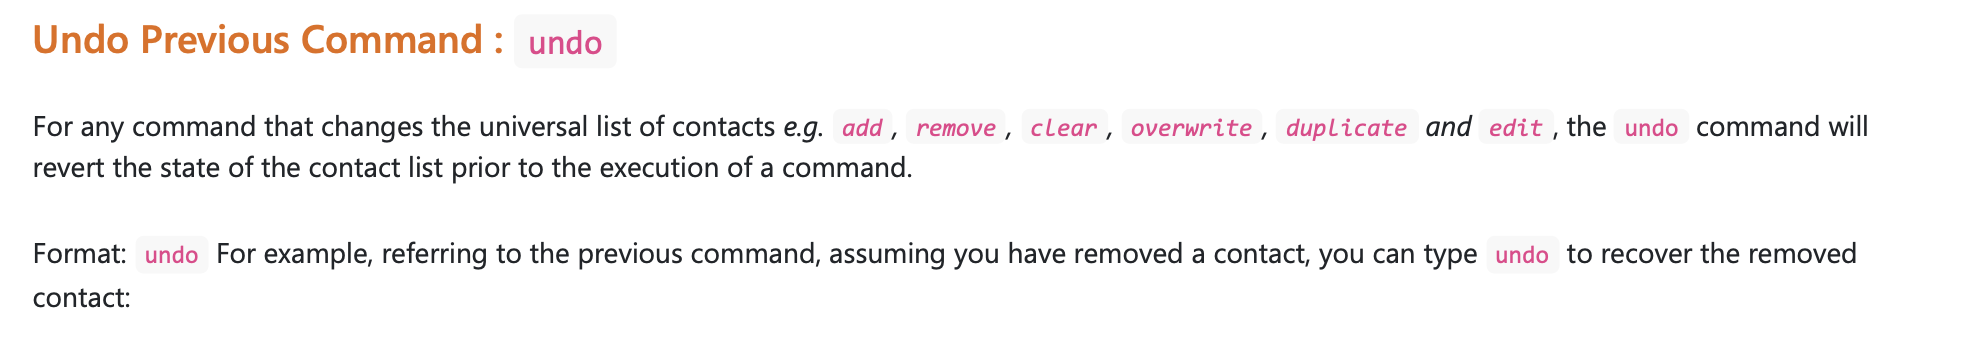 Undo Previous Command : undo
For any command that changes the universal list of contacts e.g. add, remove, clear, overwrite, duplicate and edit, the undo command will
revert the state of the contact list prior to the execution of a command.
Format: undo For example, referring to the previous command, assuming you have removed a contact, you can type undo to recover the removed
contact: